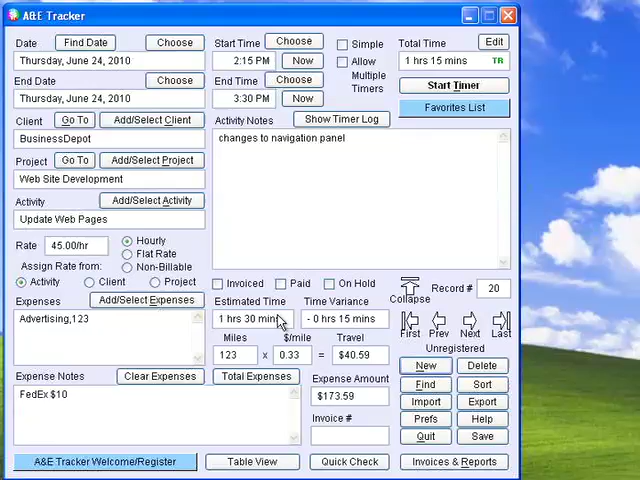 A&E Tracker
Date
Find Date
Choose
Thursday, June 24, 2010
End Date
Choose
Thursday, June 24, 2010
Client
Go To
Add/Select Client
BusinessDepot
Project
Go To
Add/Select Project
Web Site Development
Activity
Add/Select Activity
Update Web Pages
Rate
45.00/hr
Hourly
Flat Rate
Non-Billable
Assign Rate from:
Activity
Client
Project
Expenses
Add/Select Expenses
Advertising,123
Expense Notes
Clear Expenses
FedEx $10
Start Time
Choose
2:15 PM
Now
End Time
Choose
3:30 PM
Now
Simple
Allow
Multiple
Timers
Total Time
Edit
1 hrs 15 mins
TR
Start Timer
Favorites List
Activity Notes
Show Timer Log
changes to navigation panel
Invoiced
Paid
On Hold
Collapse
Record #
20
Estimated Time
Time Variance
1 hrs 30 mins
- 0 hrs 15 mins
First
Prev
Next
Last
Miles
$/mile
Travel
123
x
0.33
=
$40.59
Total Expenses
Expense Amount
$173.59
Invoice #
Unregistered
New
Delete
Find
Sort
Import
Export
Prefs
Help
Quit
Save
A&E Tracker Welcome/Register
Table View
Quick Check
Invoices & Reports